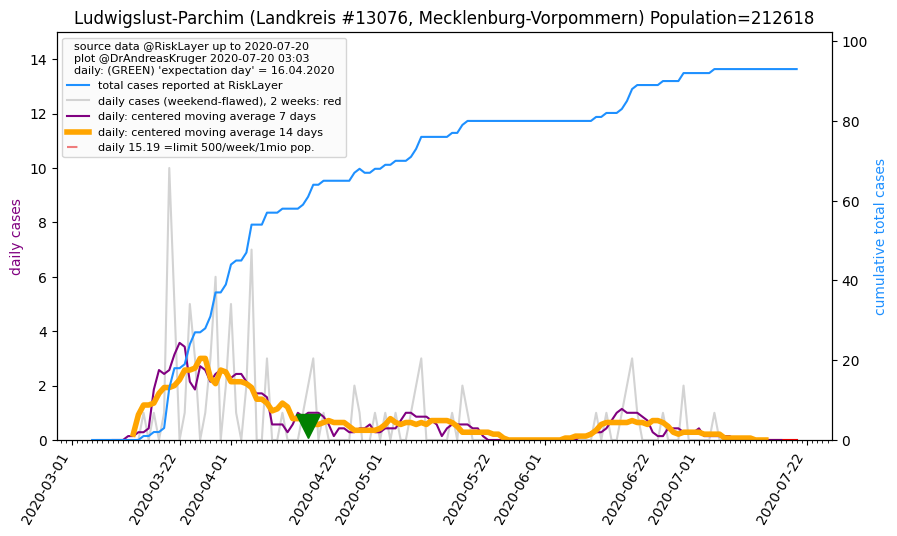 Ludwigslust-Parchim (Landkreis #13076, Mecklenburg-Vorpommern) Population=212618
source data @RiskLayer up to 2020-07-20
plot @DrAndreasKruger 2020-07-20 03:03
daily: (GREEN) 'expectation day' = 16.04.2020
total cases reported at RiskLayer
daily cases (weekend-flawed), 2 weeks: red
daily: centered moving average 7 days
daily: centered moving average 14 days
daily 15.19 =limit 500/week/1mio pop.
daily cases
14
12
10
8
6
4
2
0
cumulative total cases
100
80
60
40
20
0
2020-03-01
2020-03-22
2020-04-01
2020-04-22
2020-05-01
2020-05-22
2020-06-01
2020-06-22
2020-07-01
2020-07-22